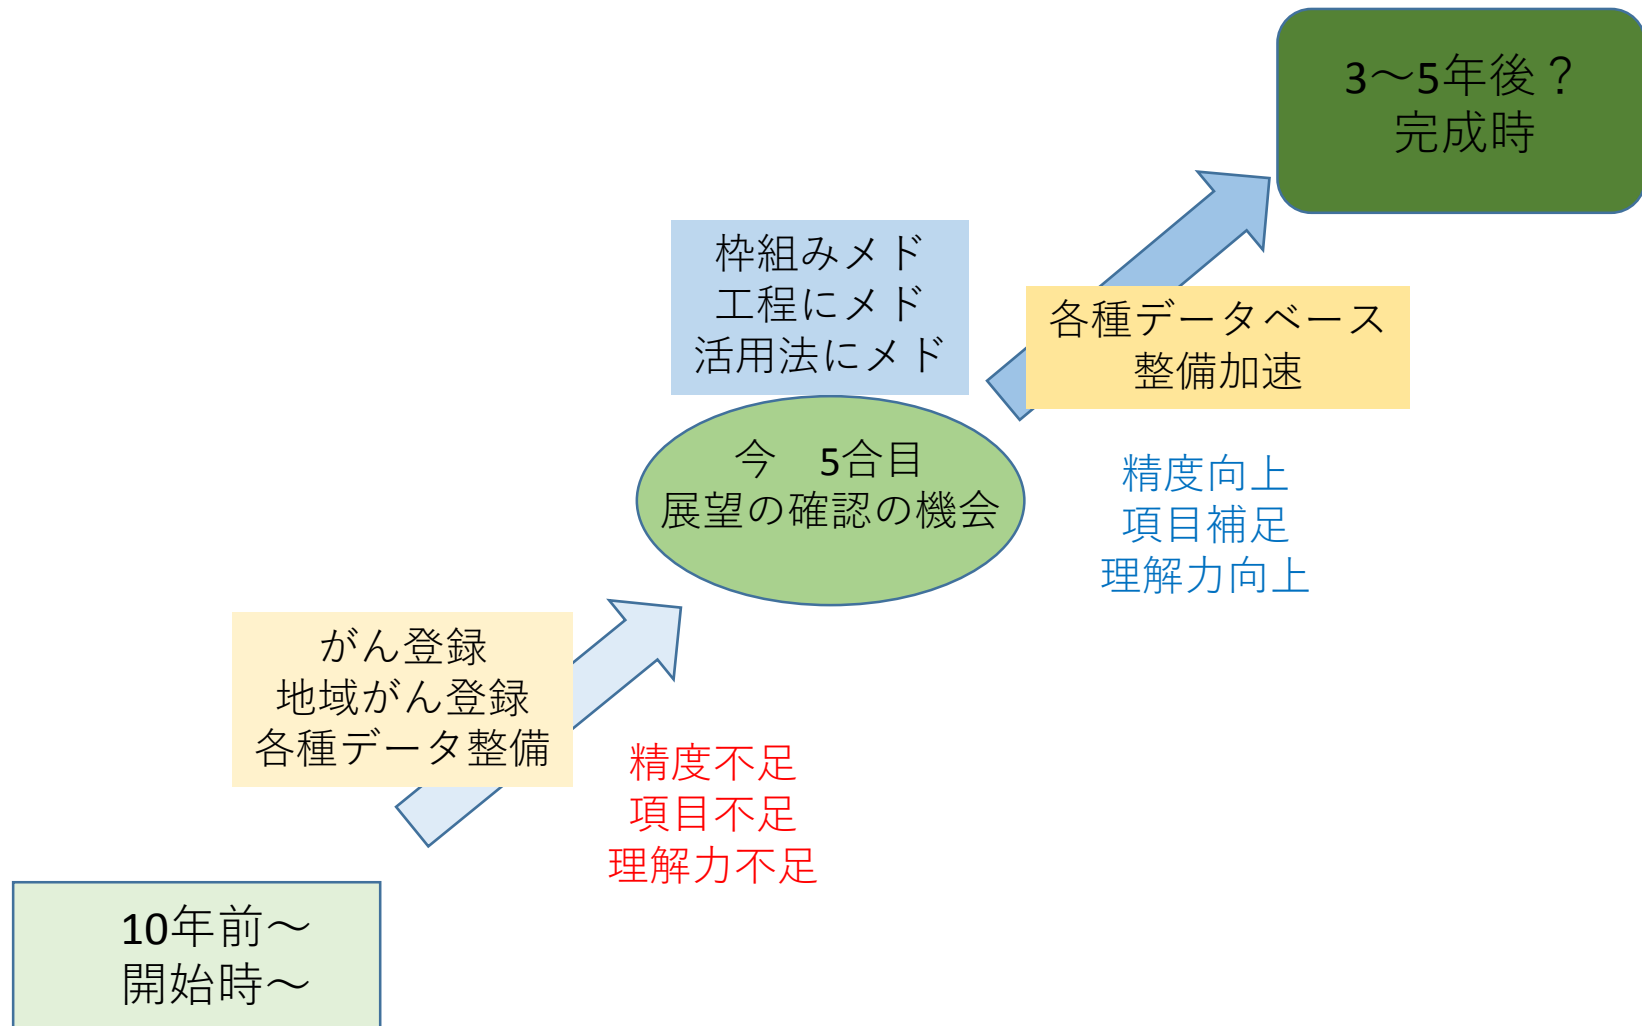 3～5年後？
完成時
枠組みメド
工程にメド
活用法にメド
各種データベース
整備加速
今　5合目
展望の確認の機会
精度向上
項目補足
理解力向上
がん登録
地域がん登録
各種データ整備
精度不足
項目不足
理解力不足
10年前～
開始時～